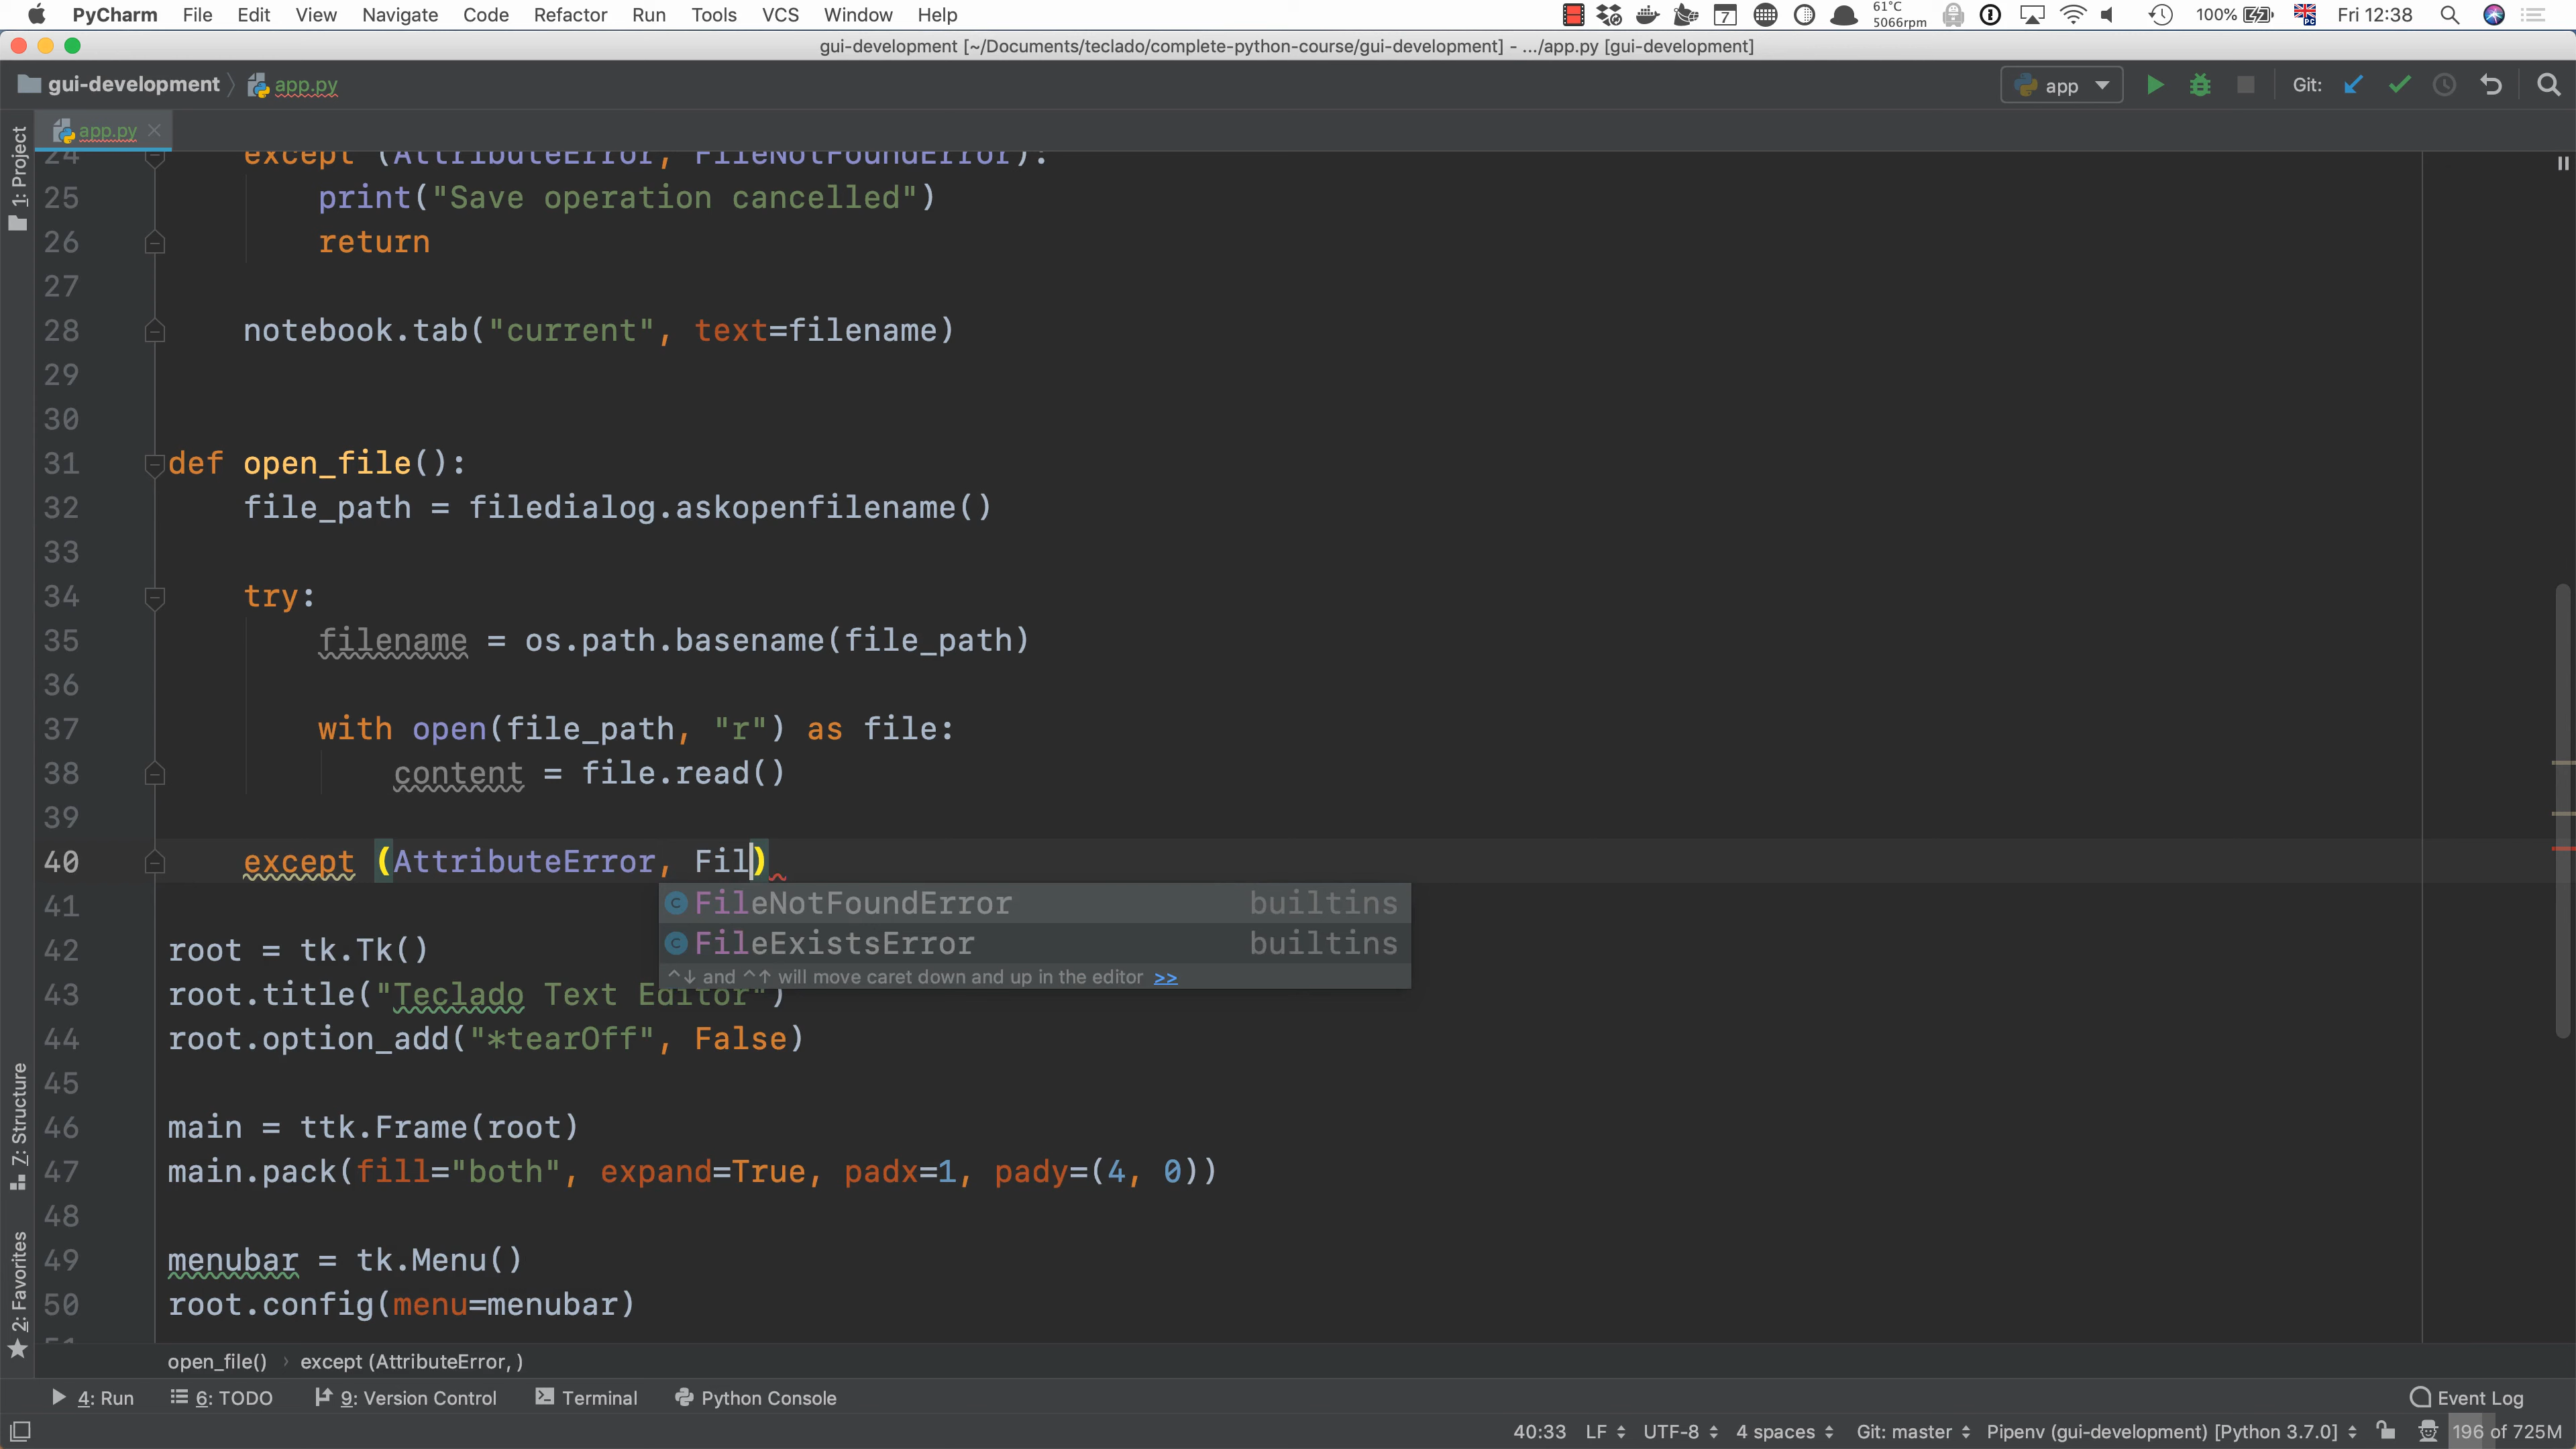 PyCharm File Edit View Navigate Code Refactor Run Tools VCS Window Help 7 61°C 5066rpm 100% Fri 12:38
gui-development [~/Documents/teclado/complete-python-course/gui-development] - .../app.py [gui-development]
gui-development app.py app Git:
app.py
1: Project
24 except (AttributeError, FileNotFoundError):
25 print("Save operation cancelled")
26 return
27
28 notebook.tab("current", text=filename)
29
30
31 def open_file():
32 file_path = filedialog.askopenfilename()
33
34 try:
35 filename = os.path.basename(file_path)
36
37 with open(file_path, "r") as file:
38 content = file.read()
39
40 except (AttributeError, Fil)
FileNotFoundError builtins
FileExistsError builtins
^↓ and ^↑ will move caret down and up in the editor >>
41
42 root = tk.Tk()
43 root.title("Teclado Text Editor")
44 root.option_add("*tearOff", False)
45
46 main = ttk.Frame(root)
47 main.pack(fill="both", expand=True, padx=1, pady=(4, 0))
48
49 menubar = tk.Menu()
50 root.config(menu=menubar)
51
7: Structure
2: Favorites
open_file() › except (AttributeError, )
4: Run 6: TODO 9: Version Control Terminal Python Console Event Log
40:33 LF UTF-8 4 spaces Git: master Pipenv (gui-development) [Python 3.7.0] 196 of 725M